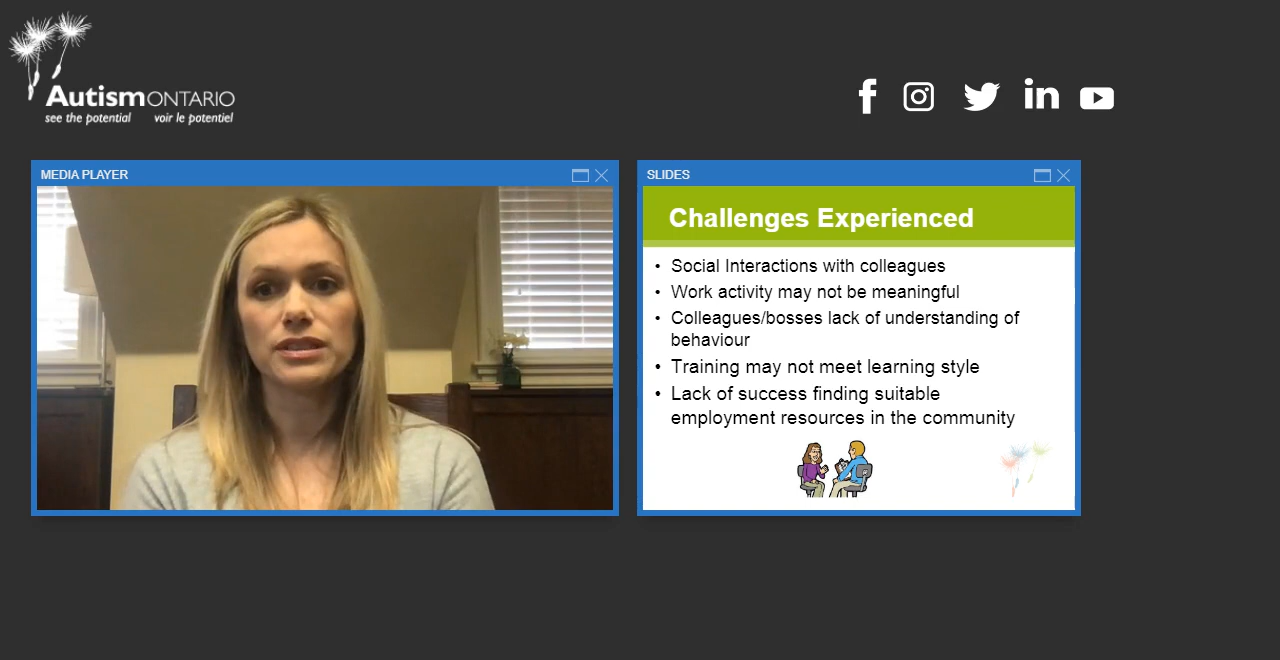 Autism ONTARIO
see the potential voir le potentiel
MEDIA PLAYER
SLIDES
Challenges Experienced
• Social Interactions with colleagues
• Work activity may not be meaningful
• Colleagues/bosses lack of understanding of
behaviour
• Training may not meet learning style
• Lack of success finding suitable
employment resources in the community